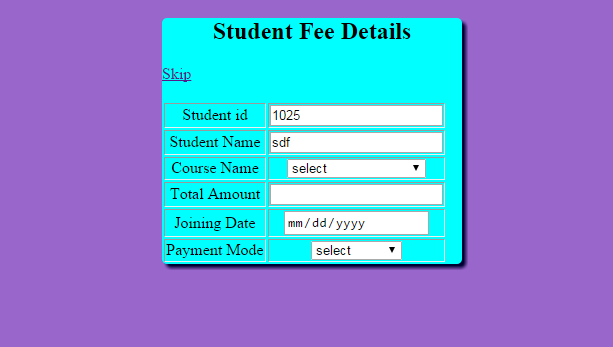 Student Fee Details
Skip
Student id 1025
Student Name sdf
Course Name select
Total Amount
Joining Date mm/dd/yyyy
Payment Mode select